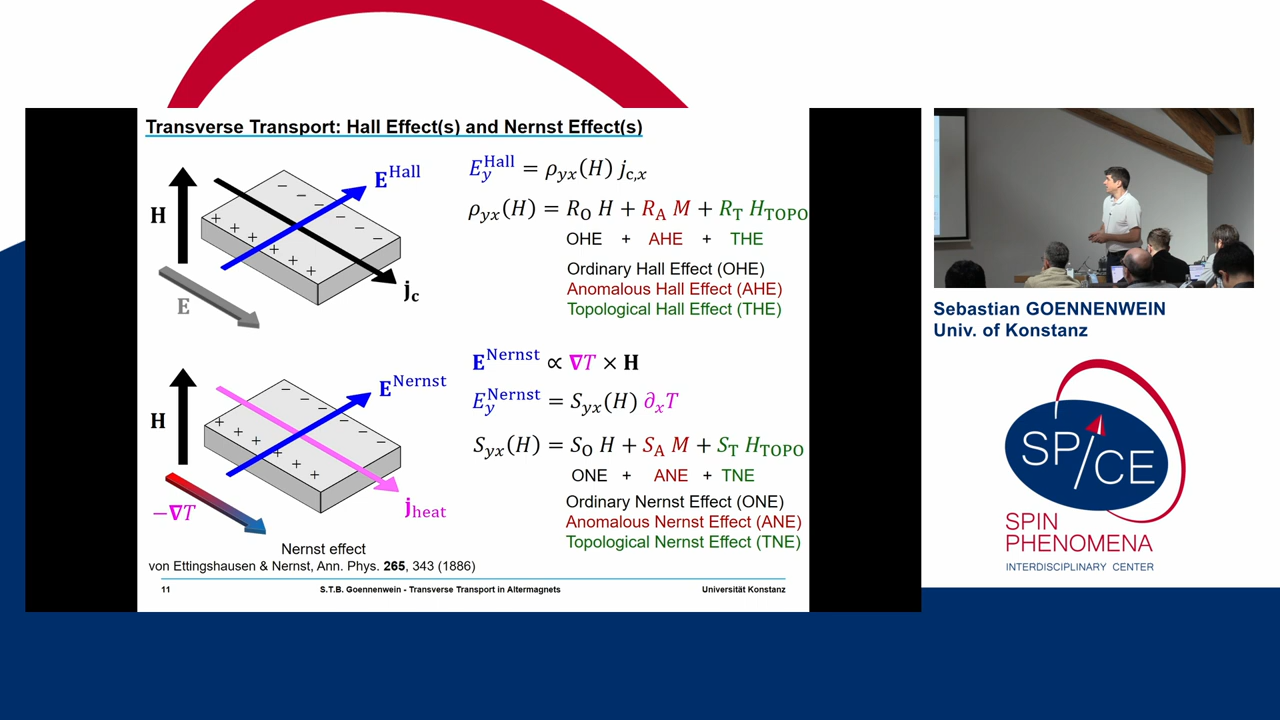 Transverse Transport: Hall Effect(s) and Nernst Effect(s)
H
E^Hall
E
j_c
− − − − − −
+ + + + + +
E_y^Hall = ρ_yx(H) j_c,x
ρ_yx(H) = R_O H + R_A M + R_T H_TOPO
OHE + AHE + THE
Ordinary Hall Effect (OHE)
Anomalous Hall Effect (AHE)
Topological Hall Effect (THE)
H
E^Nernst
−∇T
j_heat
− − − − − −
+ + + + + +
E^Nernst ∝ ∇T × H
E_y^Nernst = S_yx(H) ∂_xT
S_yx(H) = S_O H + S_A M + S_T H_TOPO
ONE + ANE + TNE
Ordinary Nernst Effect (ONE)
Anomalous Nernst Effect (ANE)
Topological Nernst Effect (TNE)
Nernst effect
von Ettingshausen & Nernst, Ann. Phys. 265, 343 (1886)
11 S.T.B. Goennenwein - Transverse Transport in Altermagnets Universität Konstanz
Sebastian GOENNENWEIN
Univ. of Konstanz
SP/CE
SPIN
PHENOMENA
INTERDISCIPLINARY CENTER